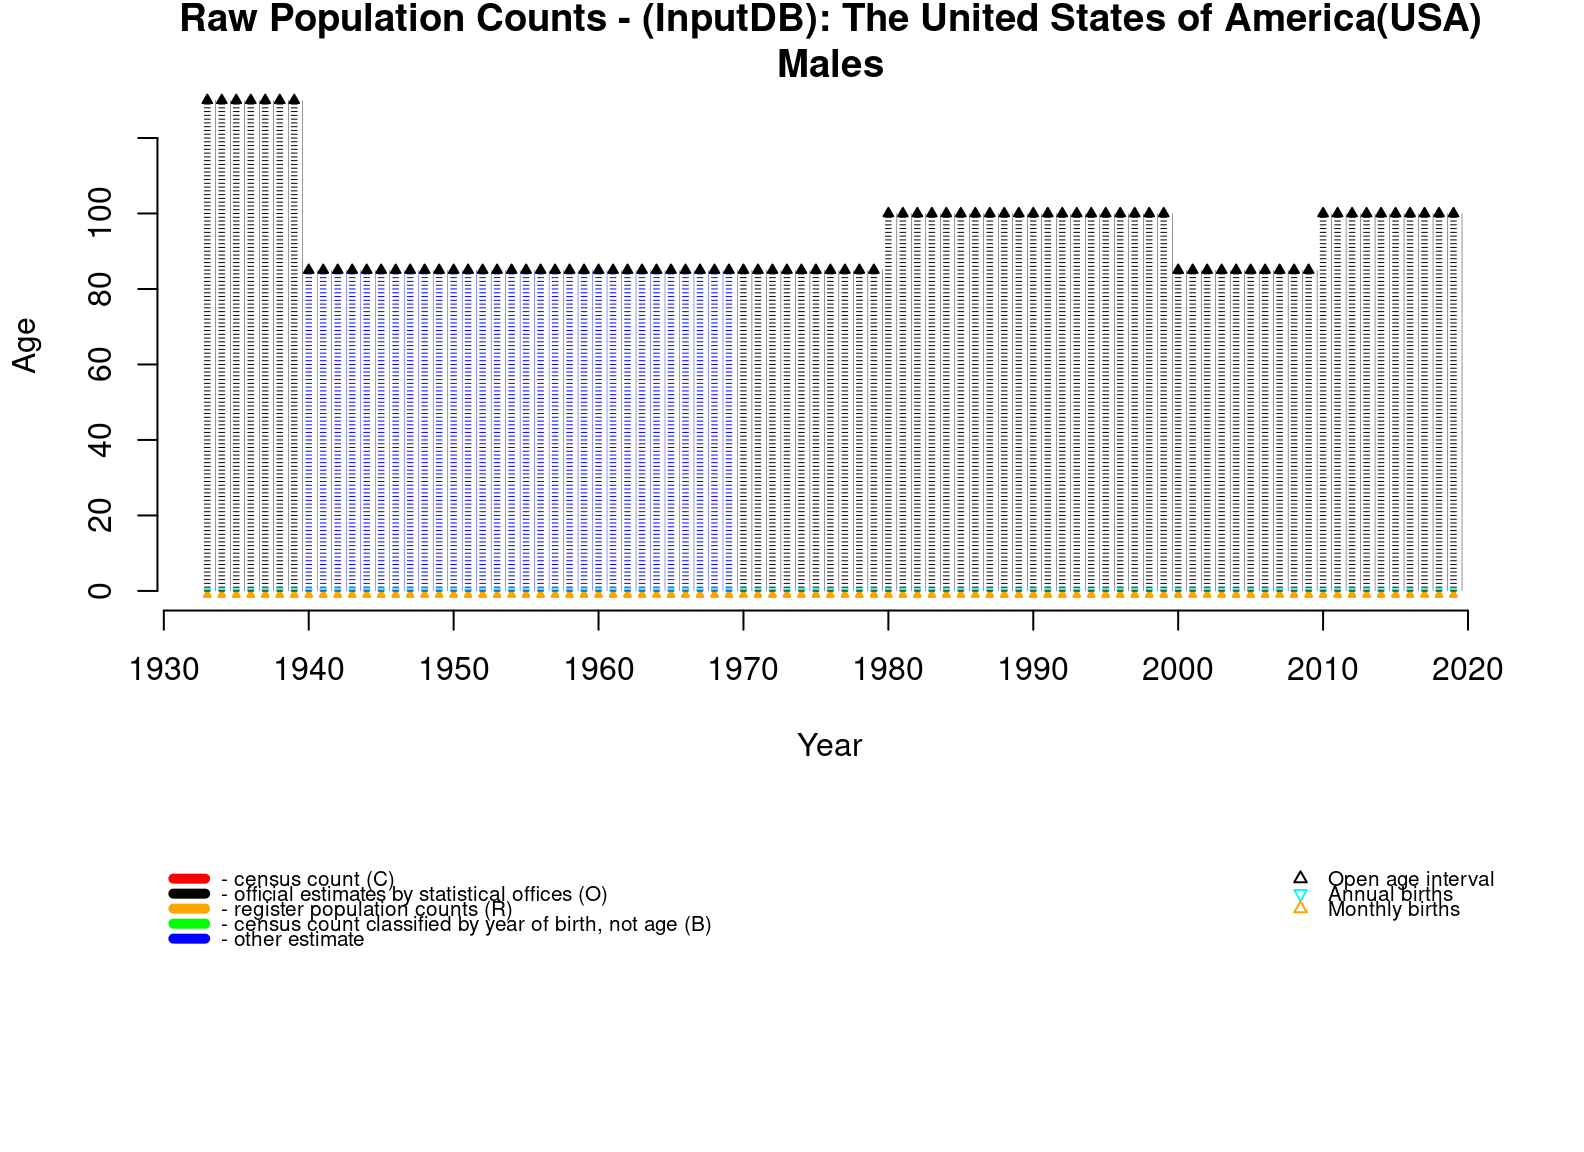 Raw Population Counts - (InputDB): The United States of America(USA)
Males
Age
100
80
60
40
20
0
1930 1940 1950 1960 1970 1980 1990 2000 2010 2020
Year
- census count (C)
- official estimates by statistical offices (O)
- register population counts (R)
- census count classified by year of birth, not age (B)
- other estimate
Open age interval
Annual births
Monthly births